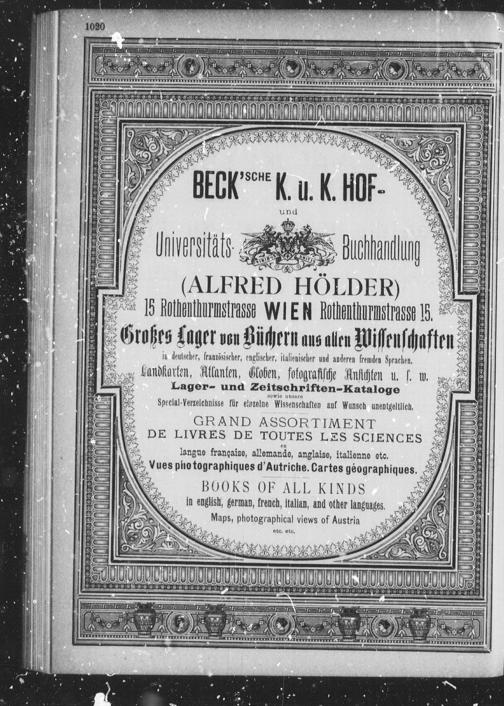 1020
BECK'SCHE K. u. K. HOF-
und
Universitäts- Buchhandlung
(ALFRED HÖLDER)
15 Rothenthurmstrasse WIEN Rothenthurmstrasse 15.
Großes Lager von Büchern aus allen Wissenschaften
in deutscher, französischer, englischer, italienischer und anderen fremden Sprachen.
Landkarten, Atlanten, Globen, fotografische Ansichten u. s. w.
Lager- und Zeitschriften-Kataloge
sowie unsere
Special-Verzeichnisse für einzelne Wissenschaften auf Wunsch unentgeltlich.
GRAND ASSORTIMENT
DE LIVRES DE TOUTES LES SCIENCES
en
langue française, allemande, anglaise, italienne etc.
Vues photographiques d'Autriche. Cartes géographiques.
BOOKS OF ALL KINDS
in english, german, french, italian, and other languages.
Maps, photographical views of Austria
etc. etc.